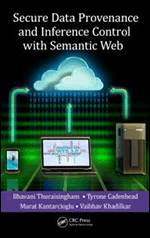 Secure Data Provenance
and Inference Control
with Semantic Web
Bhavani Thuraisingham • Tyrone Cadenhead
Murat Kantarcioglu • Vaibhav Khadilkar
CRC Press